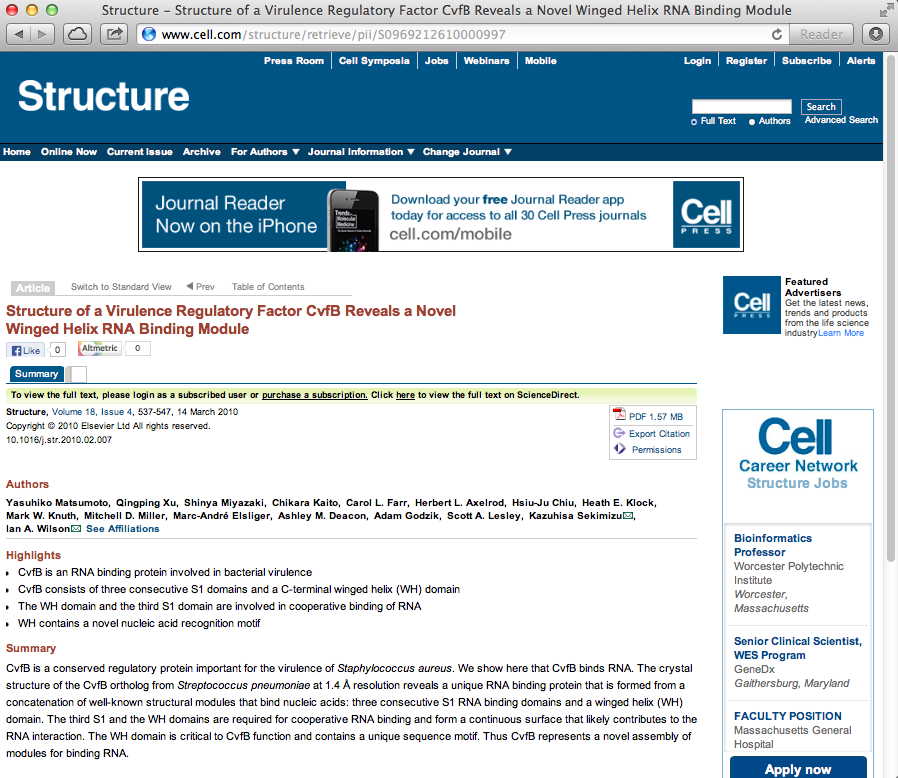 Structure – Structure of a Virulence Regulatory Factor CvfB Reveals a Novel Winged Helix RNA Binding Module
www.cell.com/structure/retrieve/pii/S0969212610000997
Reader
Press Room Cell Symposia Jobs Webinars Mobile
Login Register Subscribe Alerts
Structure
Search
Full Text Authors Advanced Search
Home Online Now Current Issue Archive For Authors ▼ Journal Information ▼ Change Journal ▼
Journal Reader
Now on the iPhone
Trends in
Molecular
Medicine
Download your free Journal Reader app
today for access to all 30 Cell Press journals
cell.com/mobile
Cell
PRESS
Article Switch to Standard View Prev Table of Contents
Structure of a Virulence Regulatory Factor CvfB Reveals a Novel
Winged Helix RNA Binding Module
Like 0 Altmetric 0
Summary
To view the full text, please login as a subscribed user or purchase a subscription. Click here to view the full text on ScienceDirect.
Structure, Volume 18, Issue 4, 537-547, 14 March 2010
Copyright © 2010 Elsevier Ltd All rights reserved.
10.1016/j.str.2010.02.007
PDF 1.57 MB
Export Citation
Permissions
Authors
Yasuhiko Matsumoto, Qingping Xu, Shinya Miyazaki, Chikara Kaito, Carol L. Farr, Herbert L. Axelrod, Hsiu-Ju Chiu, Heath E. Klock,
Mark W. Knuth, Mitchell D. Miller, Marc-André Elsliger, Ashley M. Deacon, Adam Godzik, Scott A. Lesley, Kazuhisa Sekimizu,
Ian A. Wilson See Affiliations
Highlights
CvfB is an RNA binding protein involved in bacterial virulence
CvfB consists of three consecutive S1 domains and a C-terminal winged helix (WH) domain
The WH domain and the third S1 domain are involved in cooperative binding of RNA
WH contains a novel nucleic acid recognition motif
Summary
CvfB is a conserved regulatory protein important for the virulence of Staphylococcus aureus. We show here that CvfB binds RNA. The crystal
structure of the CvfB ortholog from Streptococcus pneumoniae at 1.4 Å resolution reveals a unique RNA binding protein that is formed from a
concatenation of well-known structural modules that bind nucleic acids: three consecutive S1 RNA binding domains and a winged helix (WH)
domain. The third S1 and the WH domains are required for cooperative RNA binding and form a continuous surface that likely contributes to the
RNA interaction. The WH domain is critical to CvfB function and contains a unique sequence motif. Thus CvfB represents a novel assembly of
modules for binding RNA.
Cell
PRESS
Featured
Advertisers
Get the latest news,
trends and products
from the life science
industryLearn More
Cell
Career Network
Structure Jobs
Bioinformatics
Professor
Worcester Polytechnic
Institute
Worcester,
Massachusetts
Senior Clinical Scientist,
WES Program
GeneDx
Gaithersburg, Maryland
FACULTY POSITION
Massachusetts General
Hospital
Apply now